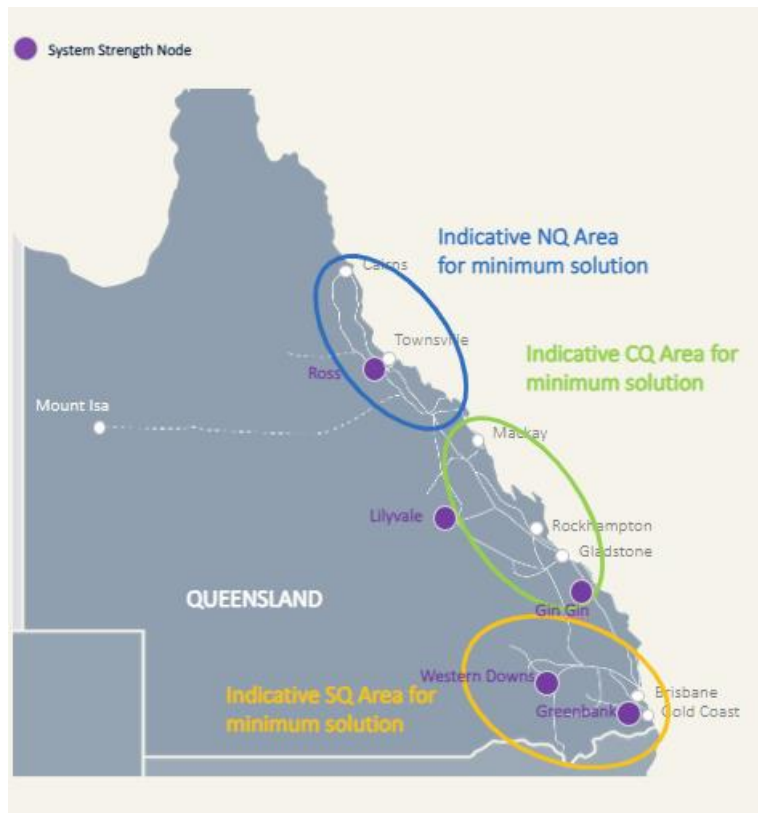 System Strength Node
Indicative NQ Area
for minimum solution
Cairns
Townsville
Ross
Indicative CQ Area for
minimum solution
Mount Isa
Mackay
Lilyvale
Rockhampton
Gladstone
QUEENSLAND
Gin Gin
Western Downs
Indicative SQ Area for
minimum solution
Brisbane
Greenbank
Gold Coast